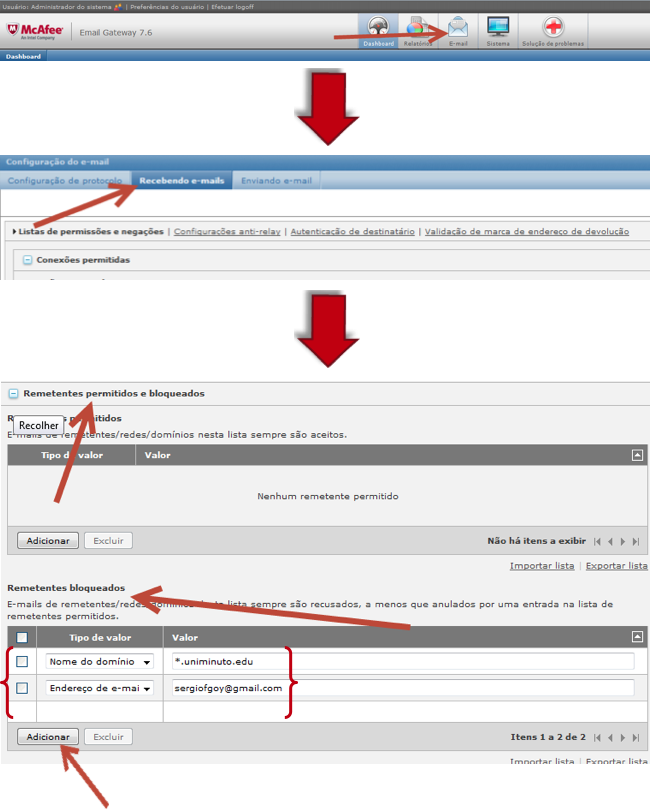 Usuário: Administrador do sistema | Preferências do usuário | Efetuar logoff
McAfee
An Intel Company
Email Gateway 7.6
Dashboard Relatórios E-mail Sistema Solução de problemas
Dashboard
Configuração do e-mail
Configuração de protocolo Recebendo e-mails Enviando e-mail
Listas de permissões e negações | Configurações anti-relay | Autenticação de destinatário | Validação de marca de endereço de devolução
Conexões permitidas
Remetentes permitidos e bloqueados
permitidos
Recolher
E-mails de remetentes/redes/domínios nesta lista sempre são aceitos.
Tipo de valor Valor
Nenhum remetente permitido
Adicionar Excluir Não há itens a exibir
Importar lista | Exportar lista
Remetentes bloqueados
E-mails de remetentes/redes/domínios nesta lista sempre são recusados, a menos que anulados por uma entrada na lista de
remetentes permitidos.
Tipo de valor Valor
Nome do domínio *.uniminuto.edu
Endereço de e-mai sergiofgoy@gmail.com
Adicionar Excluir Itens 1 a 2 de 2
Importar lista | Exportar lista